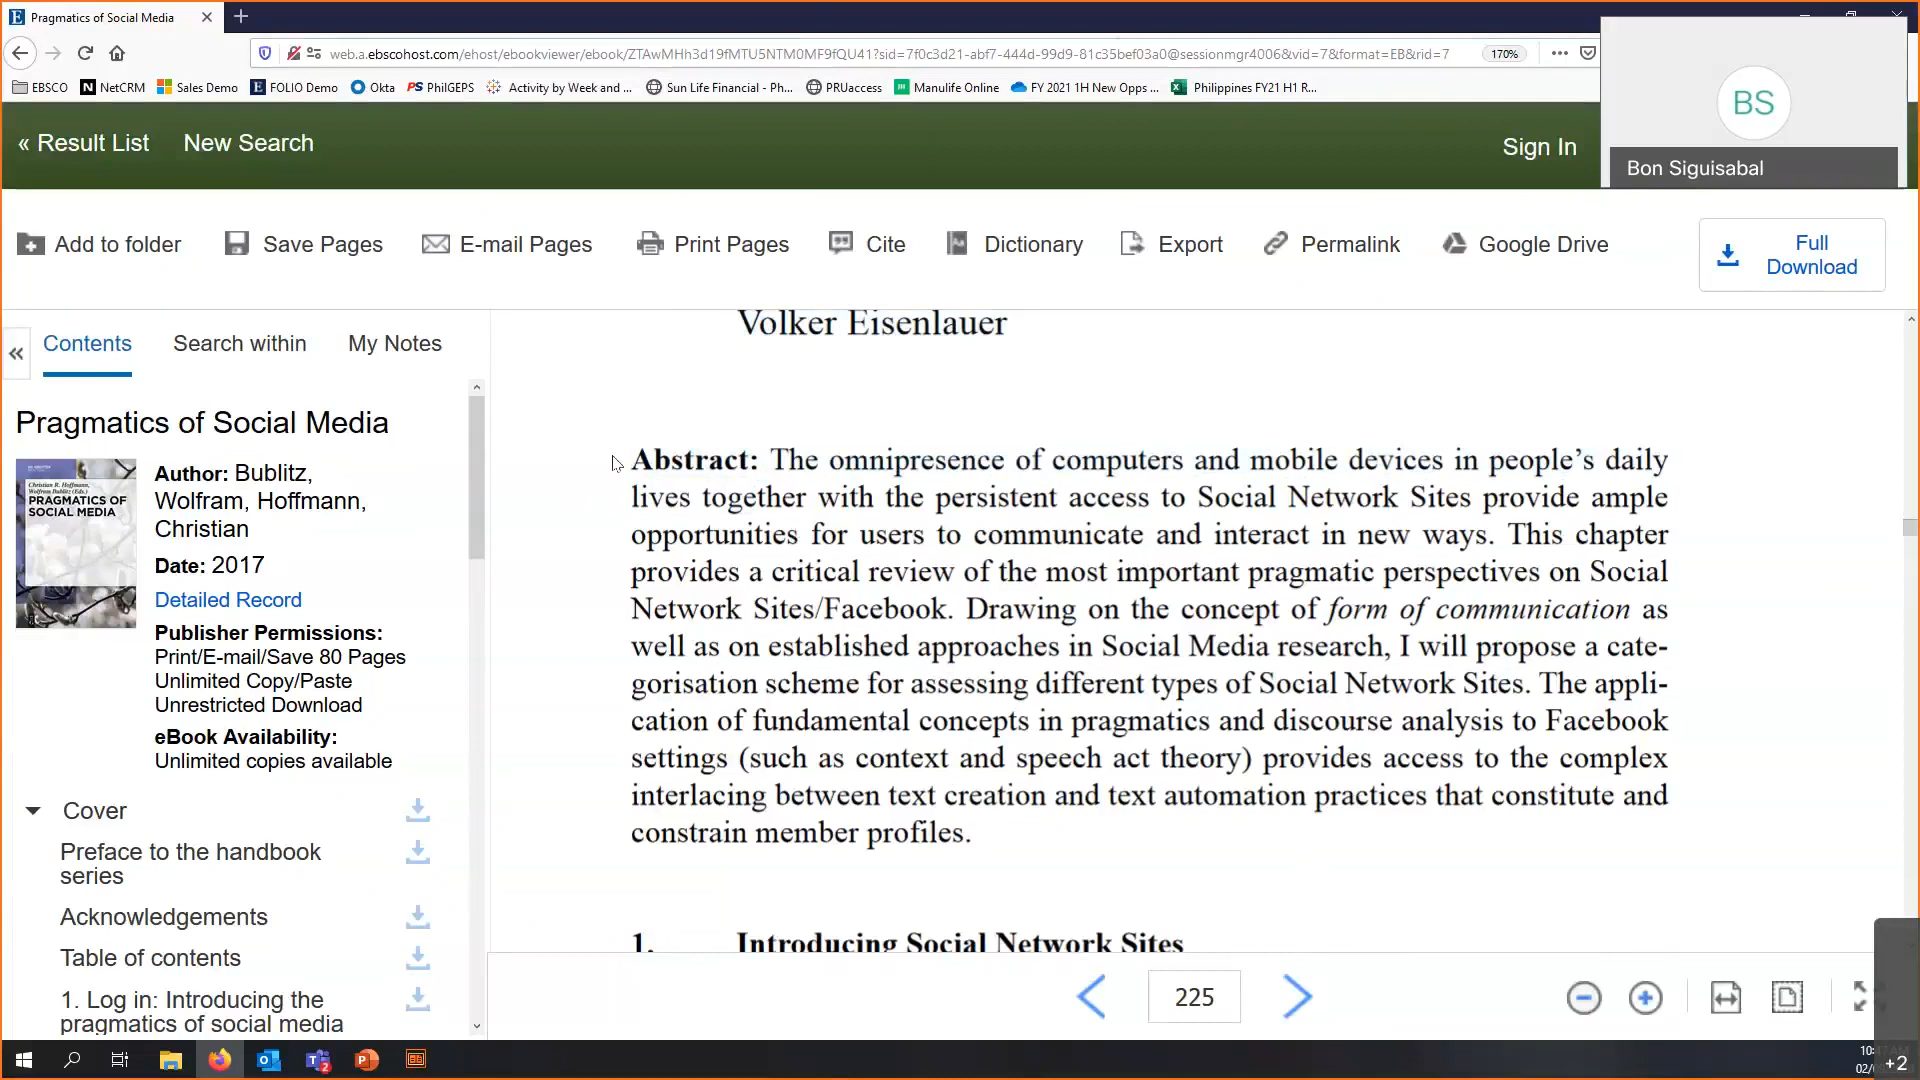 Pragmatics of Social Media
web.a.ebscohost.com/ehost/ebookviewer/ebook/ZTAwMHh3d19fMTU5NTM0MF9fQU41?sid=7f0c3d21-abf7-444d-99d9-81c35bef03a0@sessionmgr4006&vid=7&format=EB&rid=7
170%
EBSCO NetCRM Sales Demo FOLIO Demo Okta PhilGEPS Activity by Week and ... Sun Life Financial - Ph... PRUaccess Manulife Online FY 2021 1H New Opps ... Philippines FY21 H1 R...
BS
Bon Siguisabal
« Result List New Search Sign In
Add to folder Save Pages E-mail Pages Print Pages Cite Dictionary Export Permalink Google Drive
Full
Download
Contents Search within My Notes
Pragmatics of Social Media
Christian R. Hoffmann,
Wolfram Bublitz (Eds.)
PRAGMATICS OF
SOCIAL MEDIA
Author: Bublitz,
Wolfram, Hoffmann,
Christian
Date: 2017
Detailed Record
Publisher Permissions:
Print/E-mail/Save 80 Pages
Unlimited Copy/Paste
Unrestricted Download
eBook Availability:
Unlimited copies available
Cover
Preface to the handbook
series
Acknowledgements
Table of contents
1. Log in: Introducing the
pragmatics of social media
Volker Eisenlauer
Abstract: The omnipresence of computers and mobile devices in people’s daily
lives together with the persistent access to Social Network Sites provide ample
opportunities for users to communicate and interact in new ways. This chapter
provides a critical review of the most important pragmatic perspectives on Social
Network Sites/Facebook. Drawing on the concept of form of communication as
well as on established approaches in Social Media research, I will propose a cate-
gorisation scheme for assessing different types of Social Network Sites. The appli-
cation of fundamental concepts in pragmatics and discourse analysis to Facebook
settings (such as context and speech act theory) provides access to the complex
interlacing between text creation and text automation practices that constitute and
constrain member profiles.
1. Introducing Social Network Sites
225
+2